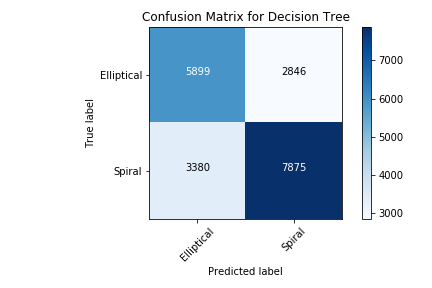 Confusion Matrix for Decision Tree
True label
Elliptical
5899 2846
Spiral
3380 7875
Elliptical
Spiral
Predicted label
7000
6000
5000
4000
3000